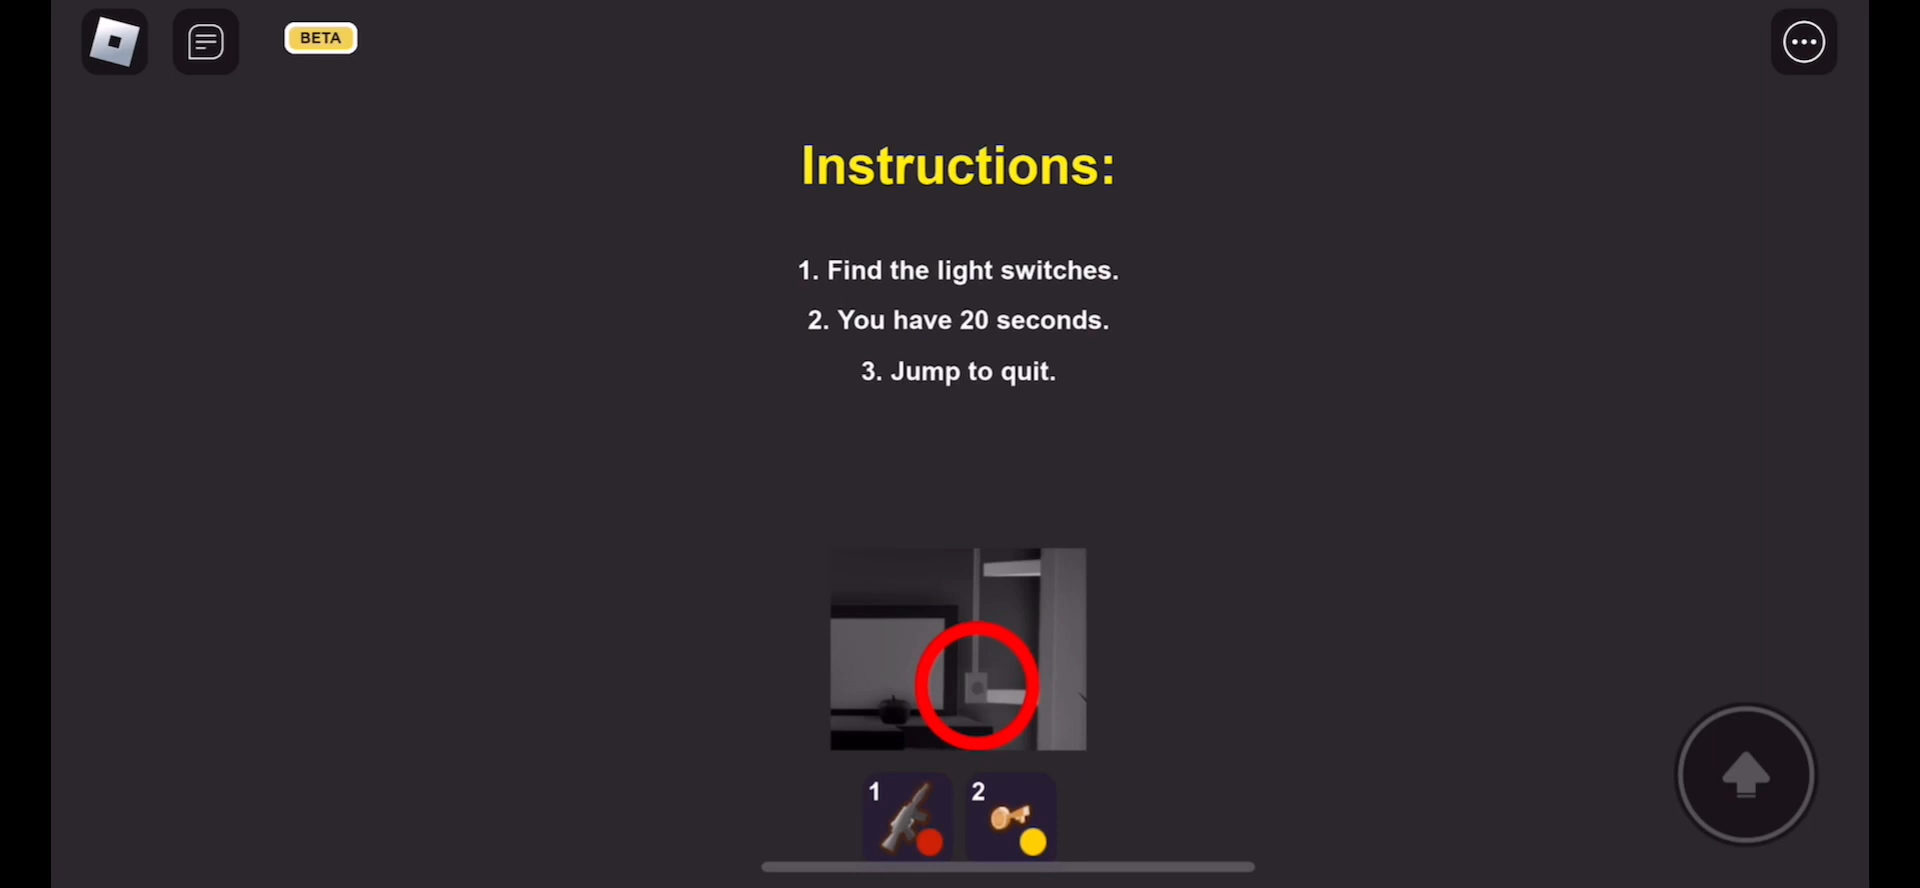 BETA
Instructions:
1. Find the light switches.
2. You have 20 seconds.
3. Jump to quit.
1
2